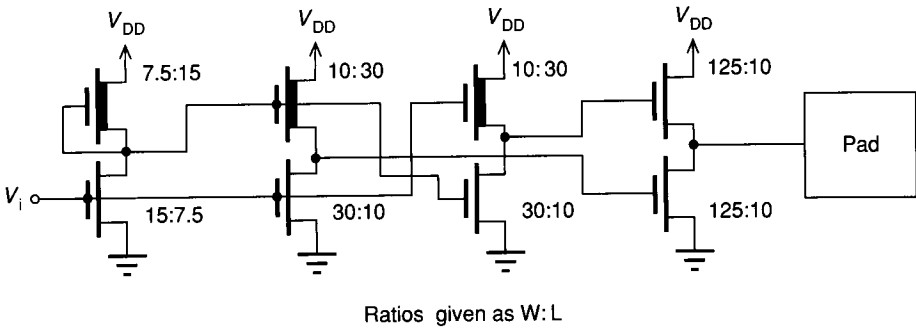 V_DD V_DD V_DD V_DD
7.5:15 10:30 10:30 125:10
Pad
V_i
15:7.5 30:10 30:10 125:10
Ratios given as W:L